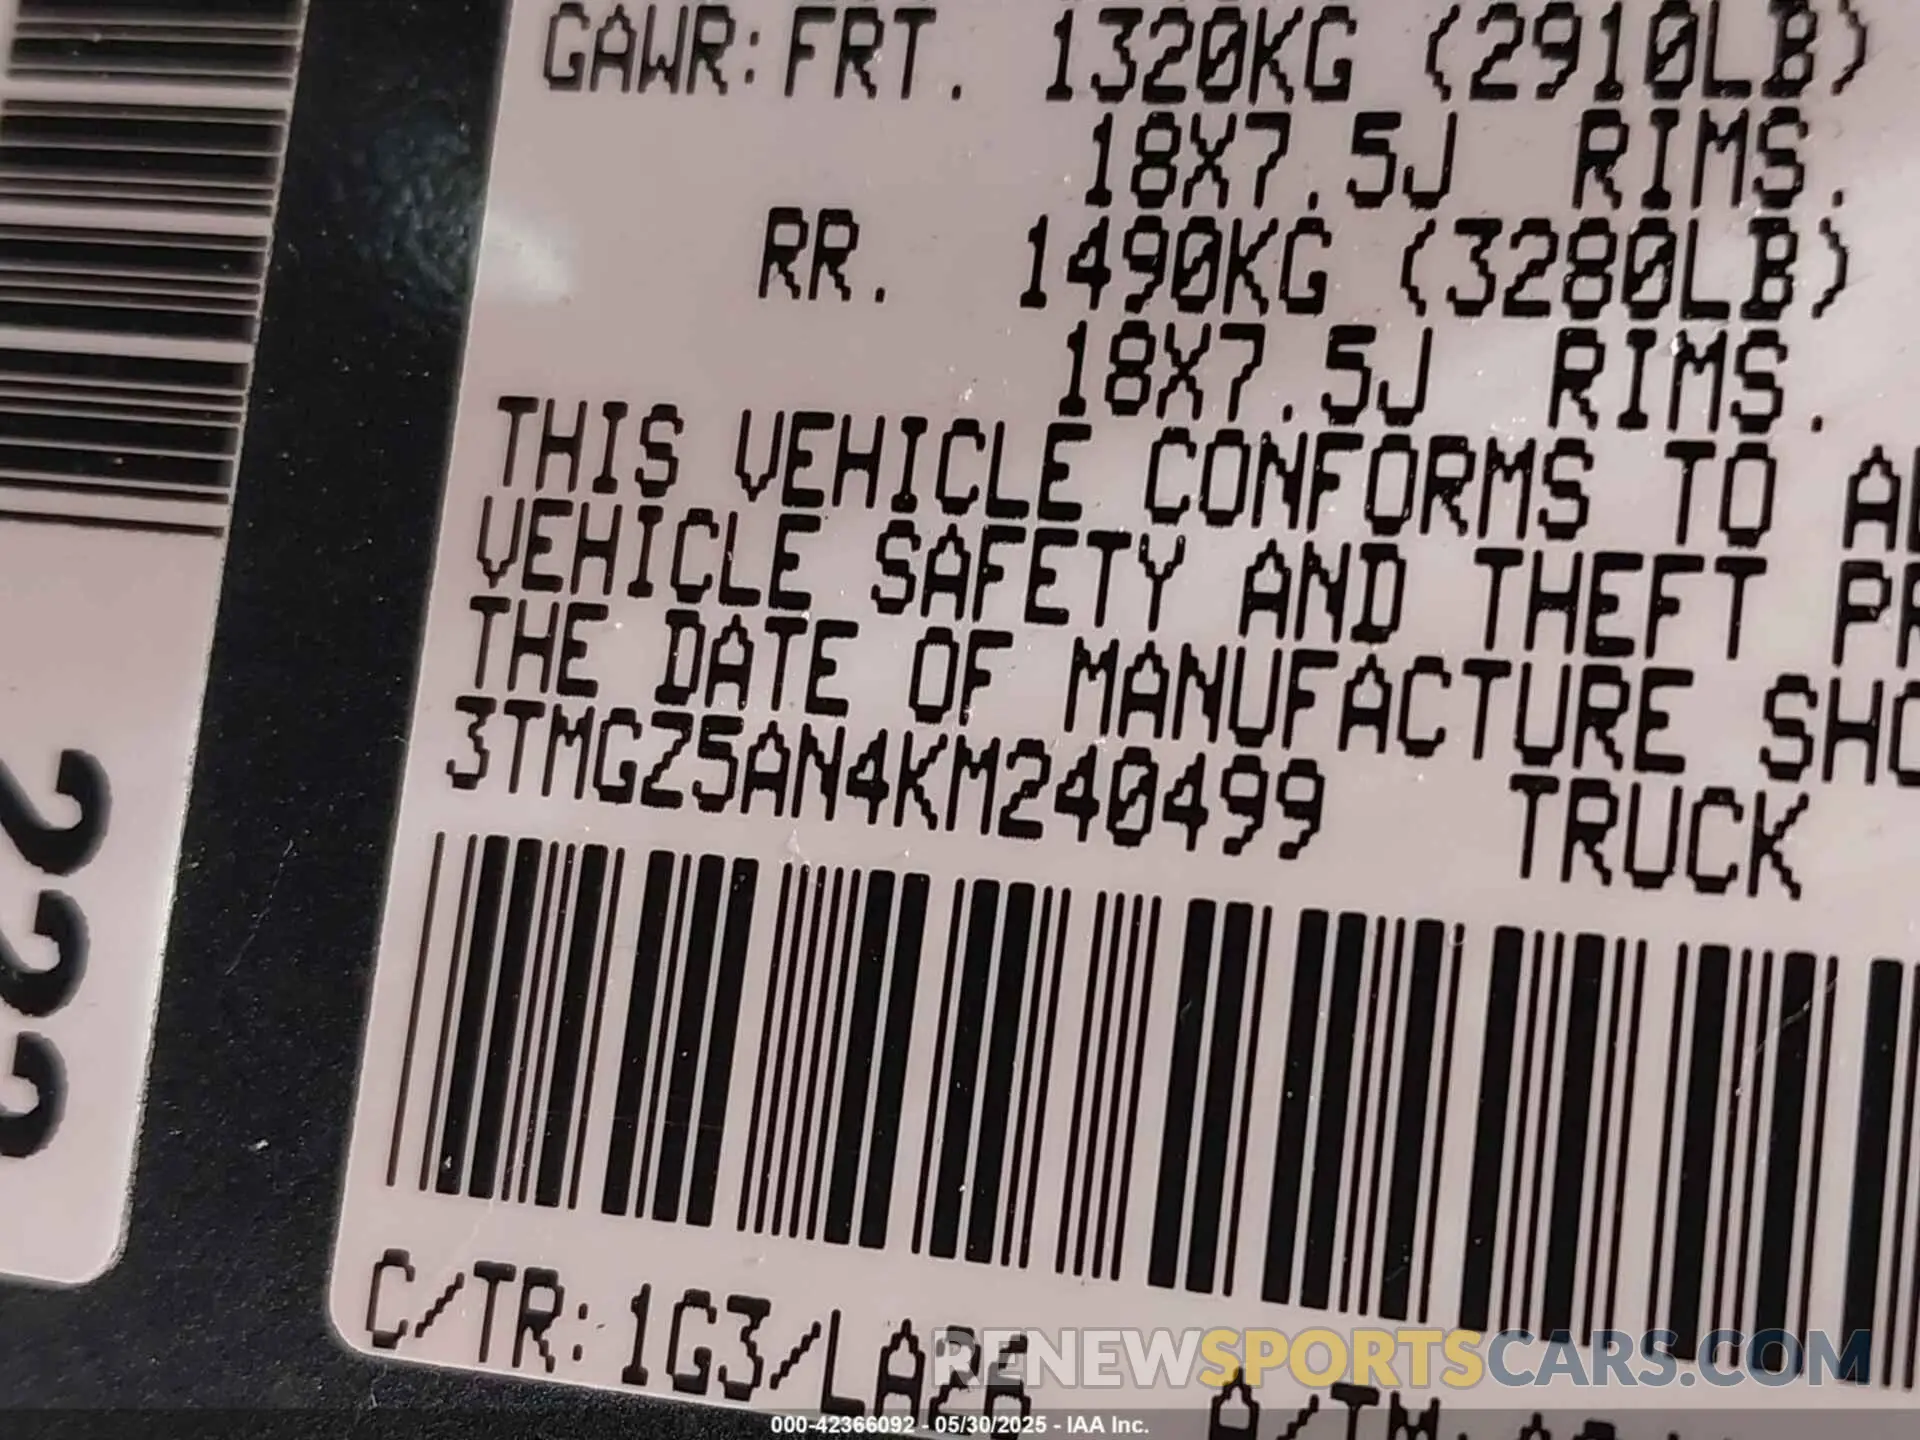 GAWR:FRT. 1320KG (2910LB)
18X7.5J RIMS.
RR. 1490KG (3280LB)
18X7.5J RIMS.
THIS VEHICLE CONFORMS TO
VEHICLE SAFETY AND THEFT
THE DATE OF MANUFACTURE
3TMGZ5AN4KM240499 TRUCK
C/TR:1G3/LA26
222
RENEWSPORTSCARS.COM
000-42366092 - 05/30/2025 - IAA Inc.